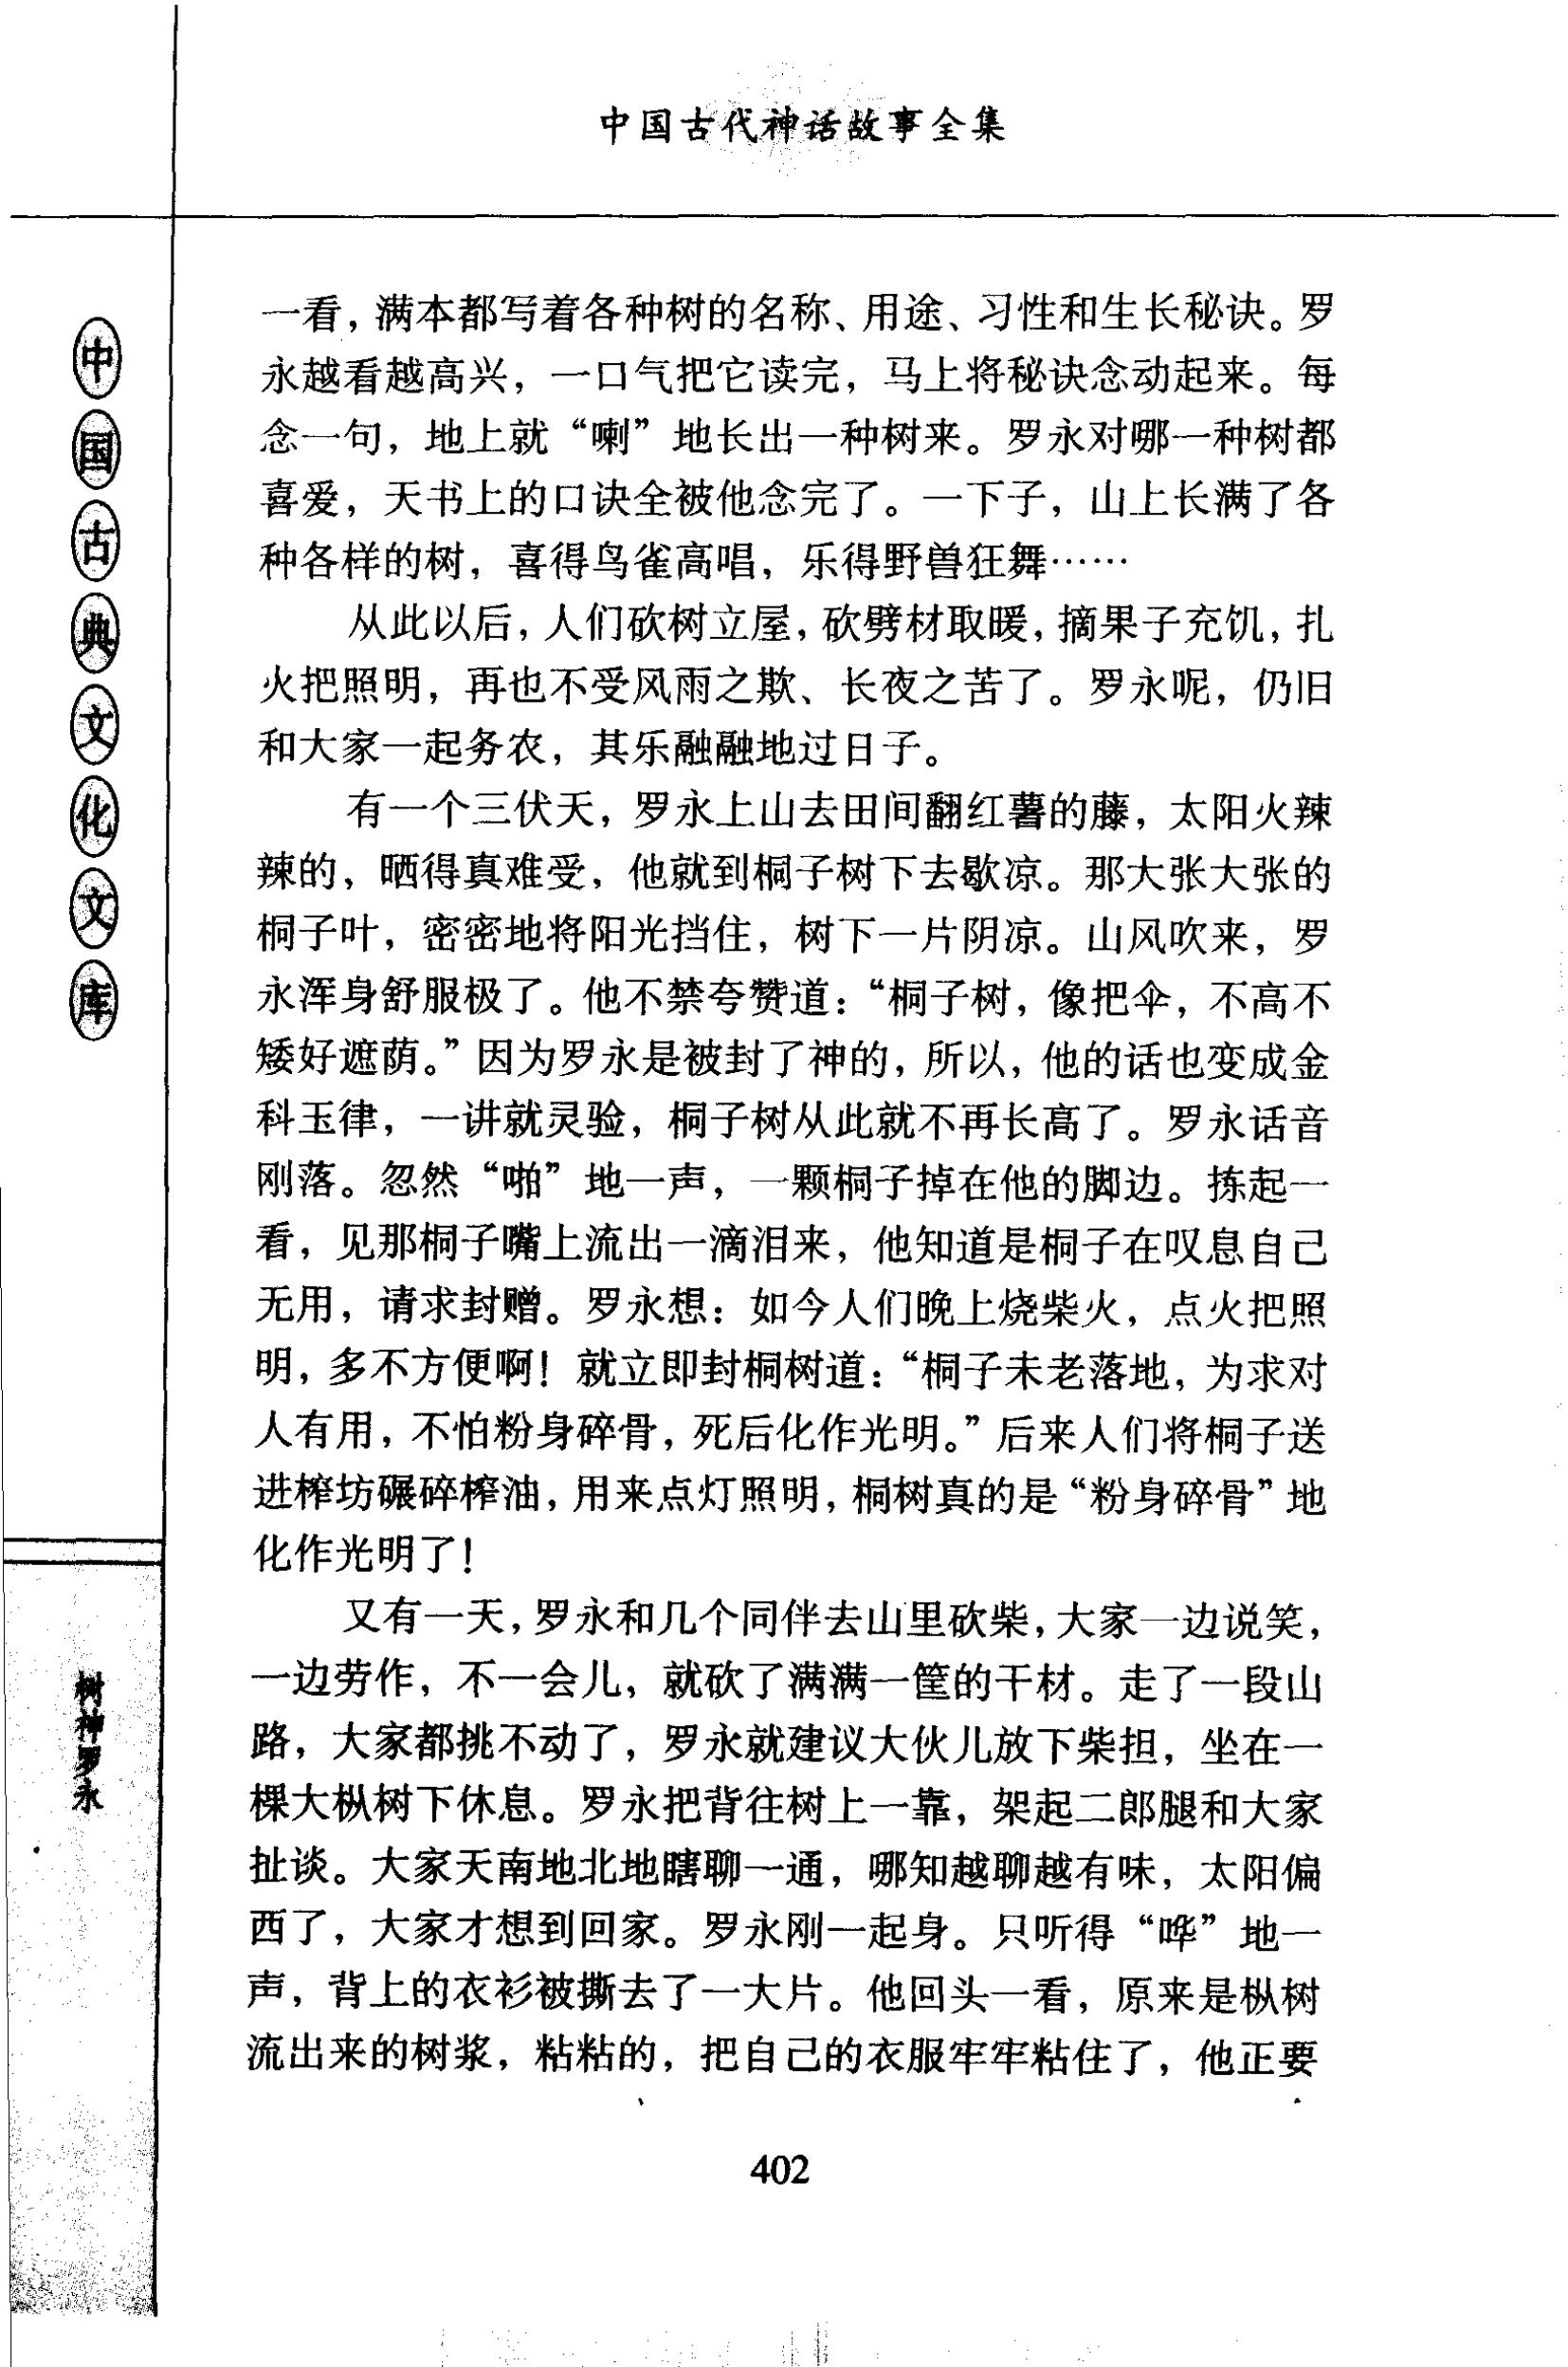 中国古代神话故事全集
中国古典文化文库
树神罗永
一看，满本都写着各种树的名称、用途、习性和生长秘诀。罗
永越看越高兴，一口气把它读完，马上将秘诀念动起来。每
念一句，地上就“喇”地长出一种树来。罗永对哪一种树都
喜爱，天书上的口诀全被他念完了。一下子，山上长满了各
种各样的树，喜得鸟雀高唱，乐得野兽狂舞……
从此以后，人们砍树立屋，砍劈材取暖，摘果子充饥，扎
火把照明，再也不受风雨之欺、长夜之苦了。罗永呢，仍旧
和大家一起务农，其乐融融地过日子。
有一个三伏天，罗永上山去田间翻红薯的藤，太阳火辣
辣的，晒得真难受，他就到桐子树下去歇凉。那大张大张的
桐子叶，密密地将阳光挡住，树下一片阴凉。山风吹来，罗
永浑身舒服极了。他不禁夸赞道：“桐子树，像把伞，不高不
矮好遮荫。”因为罗永是被封了神的，所以，他的话也变成金
科玉律，一讲就灵验，桐子树从此就不再长高了。罗永话音
刚落。忽然“啪”地一声，一颗桐子掉在他的脚边。拣起一
看，见那桐子嘴上流出一滴泪来，他知道是桐子在叹息自己
无用，请求封赠。罗永想：如今人们晚上烧柴火，点火把照
明，多不方便啊！就立即封桐树道：“桐子未老落地，为求对
人有用，不怕粉身碎骨，死后化作光明。”后来人们将桐子送
进榨坊碾碎榨油，用来点灯照明，桐树真的是“粉身碎骨”地
化作光明了！
又有一天，罗永和几个同伴去山里砍柴，大家一边说笑，
一边劳作，不一会儿，就砍了满满一筐的干材。走了一段山
路，大家都挑不动了，罗永就建议大伙儿放下柴担，坐在一
棵大枞树下休息。罗永把背往树上一靠，架起二郎腿和大家
扯谈。大家天南地北地瞎聊一通，哪知越聊越有味，太阳偏
西了，大家才想到回家。罗永刚一起身。只听得“哗”地一
声，背上的衣衫被撕去了一大片。他回头一看，原来是枞树
流出来的树浆，粘粘的，把自己的衣服牢牢粘住了，他正要
402